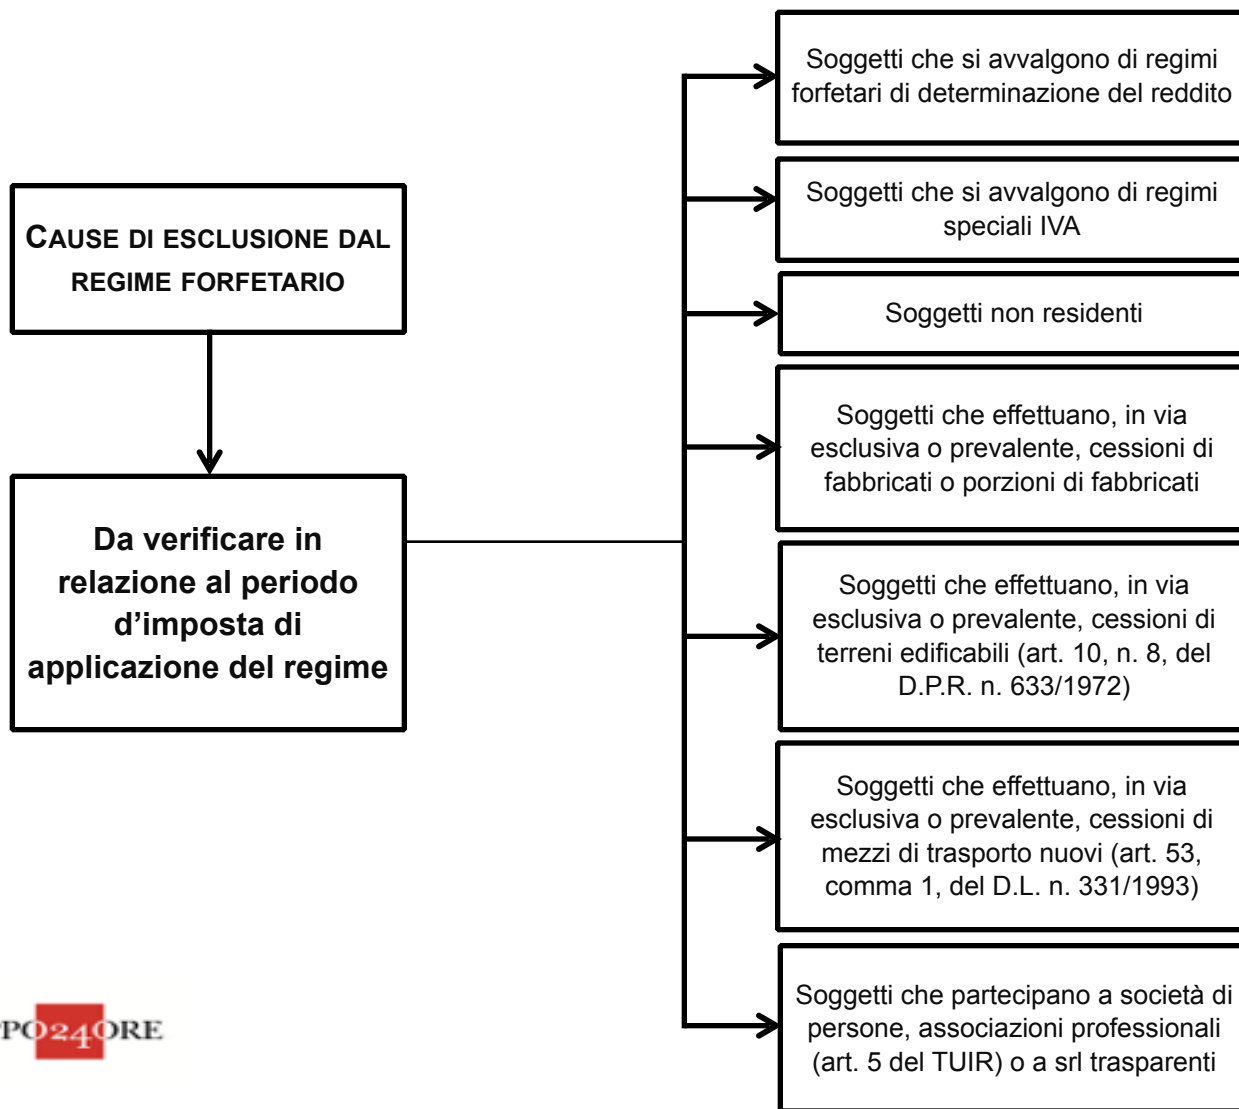 CAUSE DI ESCLUSIONE DAL
REGIME FORFETARIO
Da verificare in
relazione al periodo
d’imposta di
applicazione del regime
Soggetti che si avvalgono di regimi
forfetari di determinazione del reddito
Soggetti che si avvalgono di regimi
speciali IVA
Soggetti non residenti
Soggetti che effettuano, in via
esclusiva o prevalente, cessioni di
fabbricati o porzioni di fabbricati
Soggetti che effettuano, in via
esclusiva o prevalente, cessioni di
terreni edificabili (art. 10, n. 8, del
D.P.R. n. 633/1972)
Soggetti che effettuano, in via
esclusiva o prevalente, cessioni di
mezzi di trasporto nuovi (art. 53,
comma 1, del D.L. n. 331/1993)
Soggetti che partecipano a società di
persone, associazioni professionali
(art. 5 del TUIR) o a srl trasparenti
PO24ORE